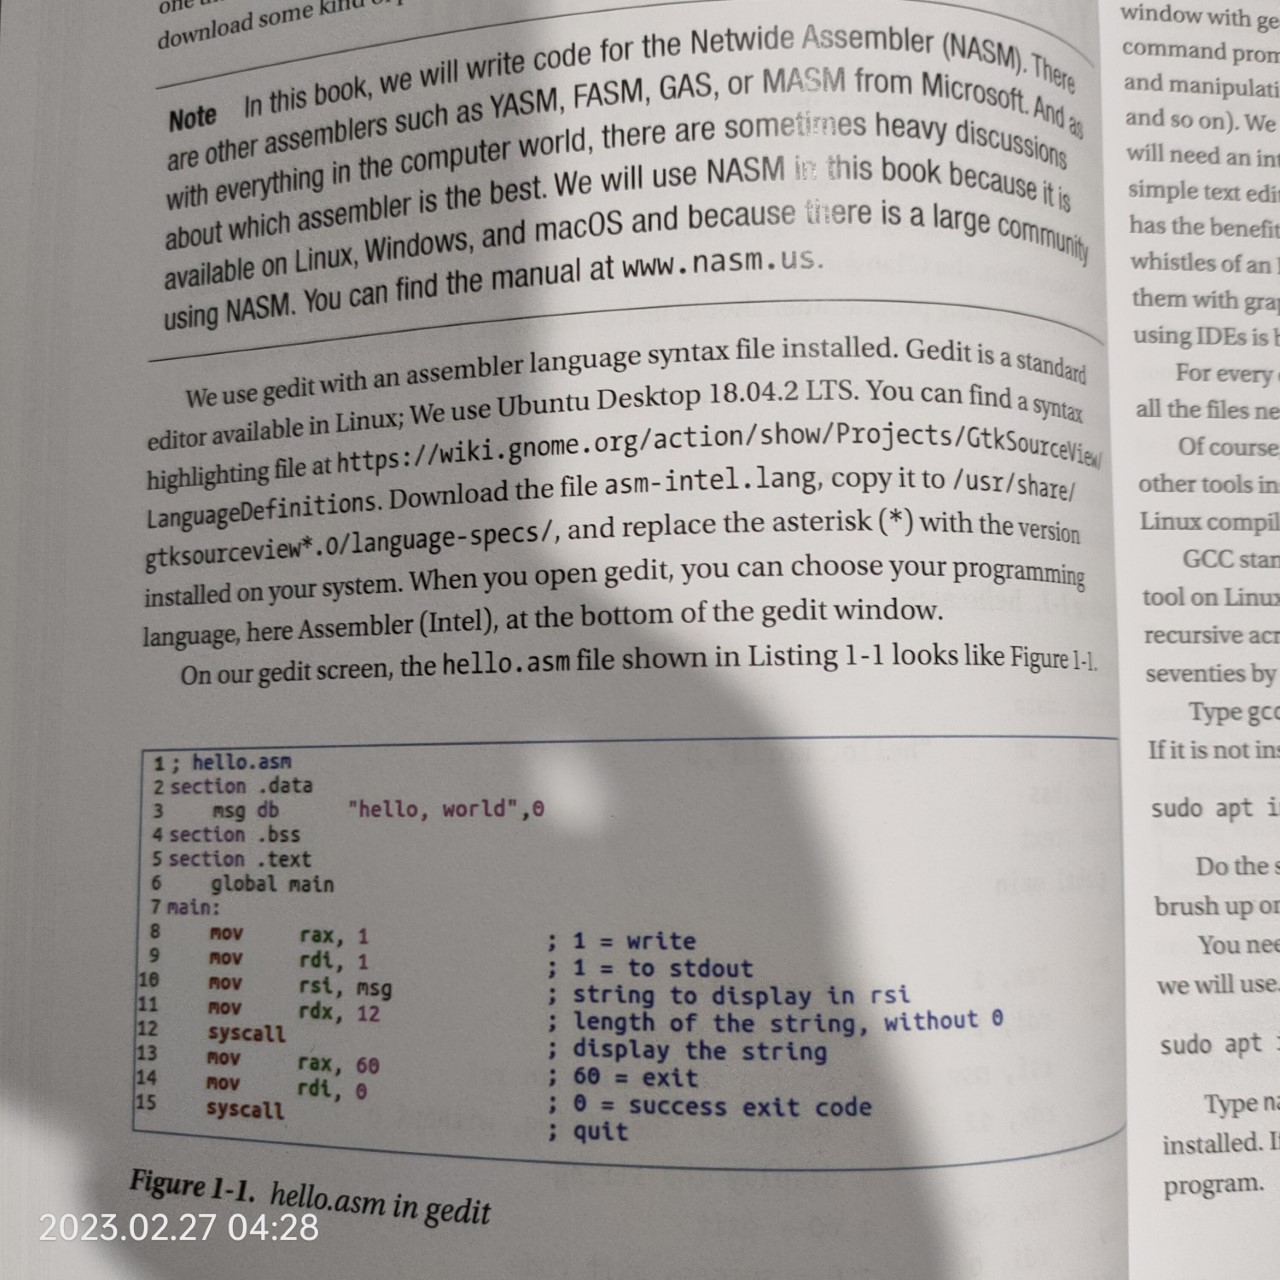 download some kind
Note In this book, we will write code for the Netwide Assembler (NASM). There
are other assemblers such as YASM, FASM, GAS, or MASM from Microsoft. And as
with everything in the computer world, there are sometimes heavy discussions
about which assembler is the best. We will use NASM in this book because it is
available on Linux, Windows, and macOS and because there is a large community
using NASM. You can find the manual at www.nasm.us.
We use gedit with an assembler language syntax file installed. Gedit is a standard
editor available in Linux; We use Ubuntu Desktop 18.04.2 LTS. You can find a syntax
highlighting file at https://wiki.gnome.org/action/show/Projects/GtkSourceView/
LanguageDefinitions. Download the file asm-intel.lang, copy it to /usr/share/
gtksourceview*.0/language-specs/, and replace the asterisk (*) with the version
installed on your system. When you open gedit, you can choose your programming
language, here Assembler (Intel), at the bottom of the gedit window.
On our gedit screen, the hello.asm file shown in Listing 1-1 looks like Figure 1-1.
1 ; hello.asm
2 section .data
3 msg db "hello, world",0
4 section .bss
5 section .text
6 global main
7 main:
8 mov rax, 1 ; 1 = write
9 mov rdi, 1 ; 1 = to stdout
10 mov rsi, msg ; string to display in rsi
11 mov rdx, 12 ; length of the string, without 0
12 syscall ; display the string
13 mov rax, 60 ; 60 = exit
14 mov rdi, 0 ; 0 = success exit code
15 syscall ; quit
Figure 1-1. hello.asm in gedit
2023.02.27 04:28
window with ge
command prom
and manipulati
and so on). We
will need an int
simple text edi
has the benefit
whistles of an
them with gra
using IDEs is
For every
all the files ne
Of course
other tools in
Linux compil
GCC stan
tool on Linux
recursive acr
seventies by
Type gcc
If it is not ins
sudo apt i
Do the s
brush up on
You nee
we will use.
sudo apt
Type na
installed. I
program.